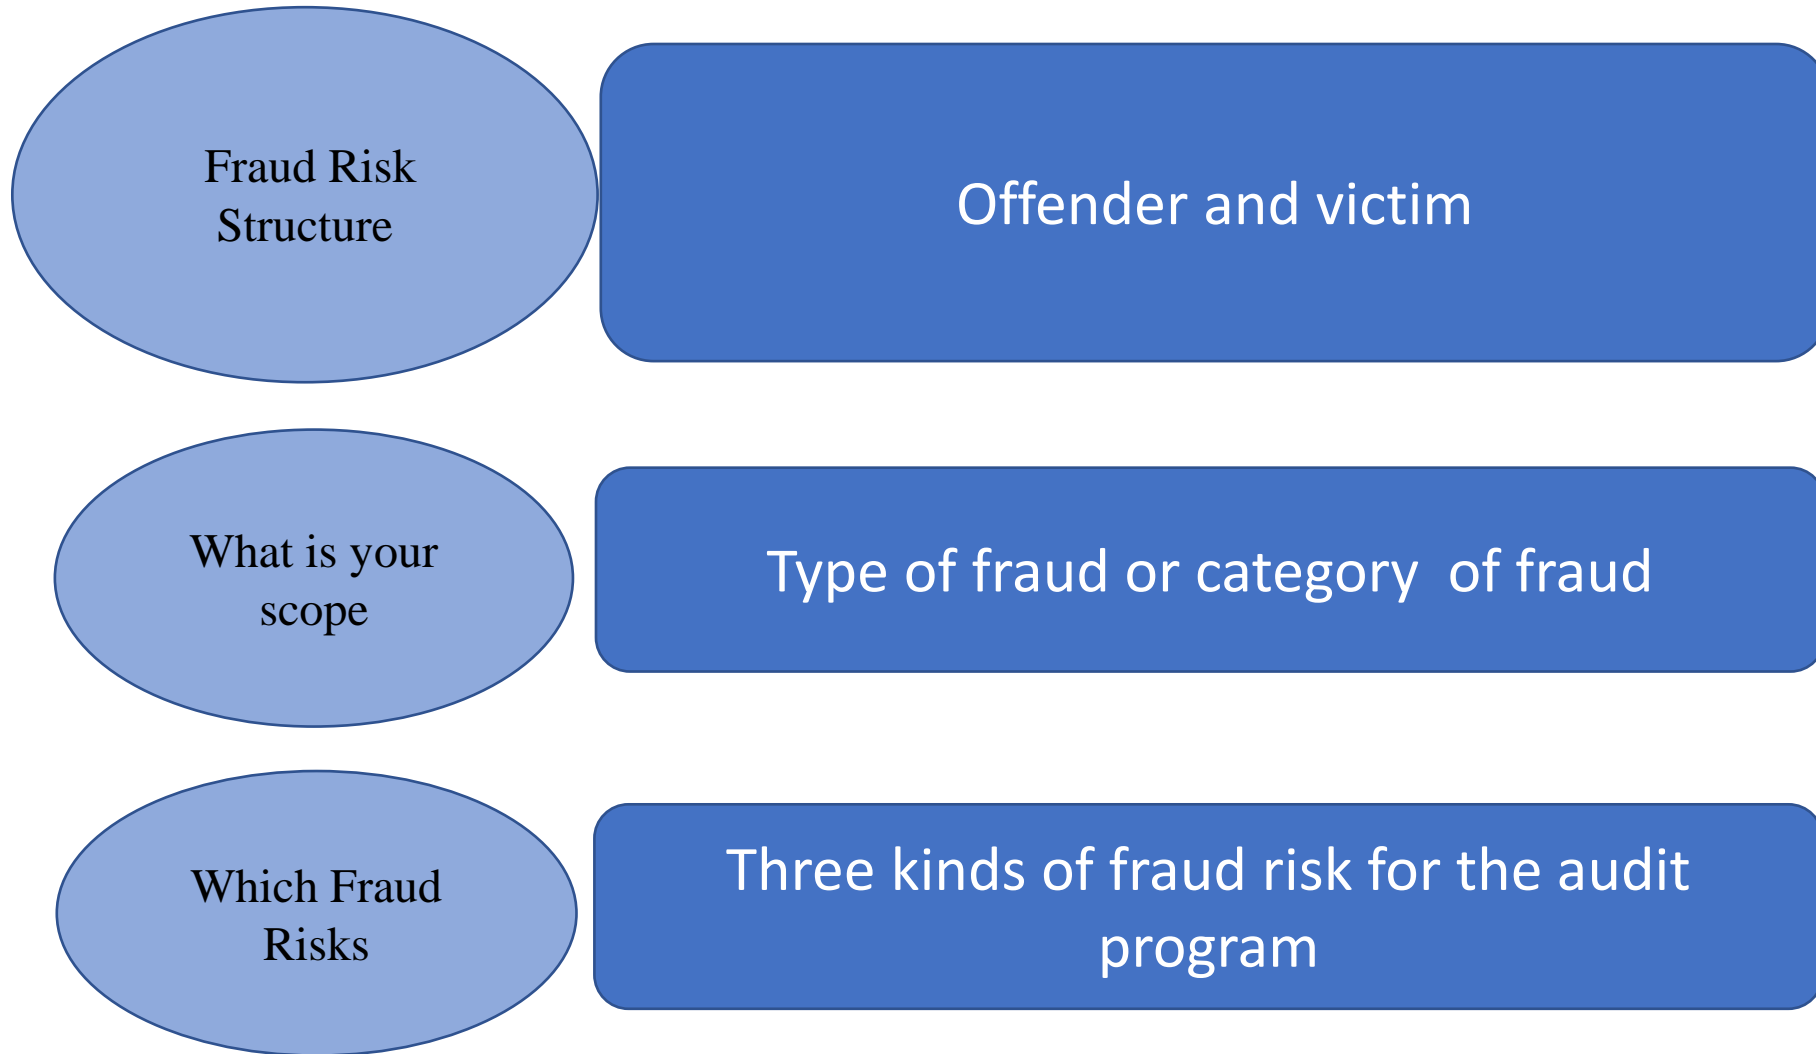 Fraud Risk
Structure
Offender and victim
What is your
scope
Type of fraud or category  of fraud
Which Fraud
Risks
Three kinds of fraud risk for the audit
program